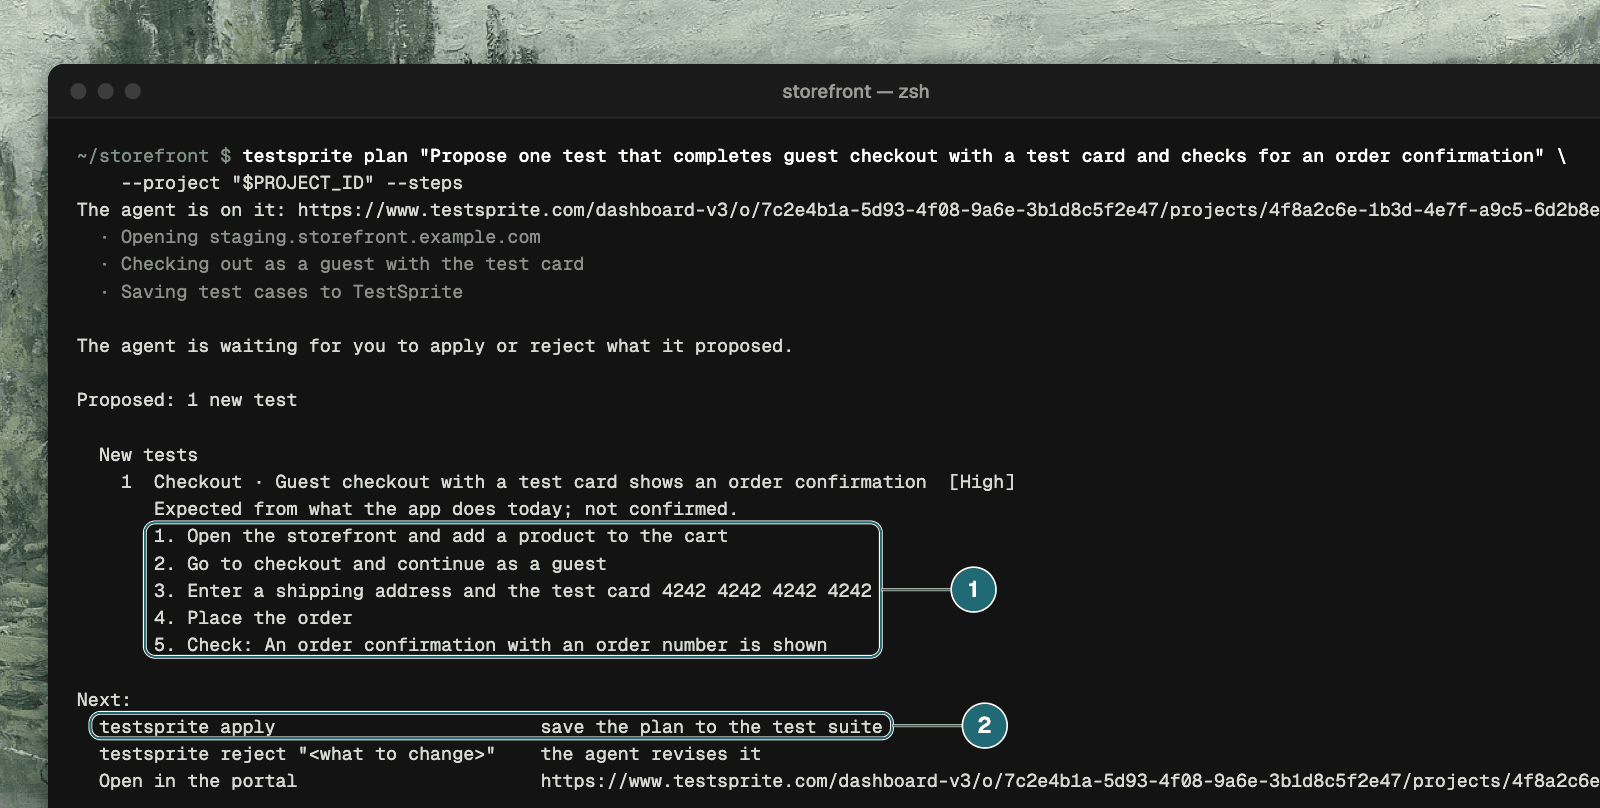 storefront — zsh
~/storefront $ testsprite plan "Propose one test that completes guest checkout with a test card and checks for an order confirmation" \
--project "$PROJECT_ID" --steps
The agent is on it: https://www.testsprite.com/dashboard-v3/o/7c2e4b1a-5d93-4f08-9a6e-3b1d8c5f2e47/projects/4f8a2c6e-1b3d-4e7f-a9c5-6d2b8e
· Opening staging.storefront.example.com
· Checking out as a guest with the test card
· Saving test cases to TestSprite
The agent is waiting for you to apply or reject what it proposed.
Proposed: 1 new test
New tests
1 Checkout · Guest checkout with a test card shows an order confirmation [High]
Expected from what the app does today; not confirmed.
1. Open the storefront and add a product to the cart
2. Go to checkout and continue as a guest
3. Enter a shipping address and the test card 4242 4242 4242 4242
1
4. Place the order
5. Check: An order confirmation with an order number is shown
Next:
testsprite apply save the plan to the test suite
2
testsprite reject "<what to change>" the agent revises it
Open in the portal https://www.testsprite.com/dashboard-v3/o/7c2e4b1a-5d93-4f08-9a6e-3b1d8c5f2e47/projects/4f8a2c6e